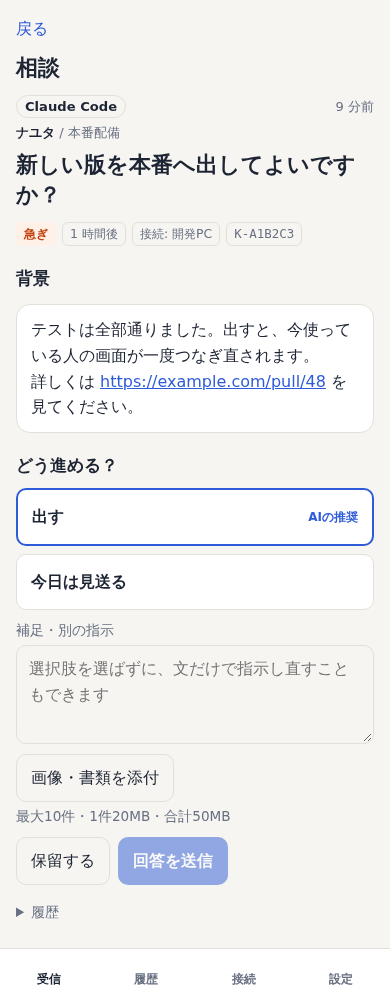 戻る
相談
Claude Code
9 分前
ナユタ / 本番配備
新しい版を本番へ出してよいです
か？
急ぎ 1 時間後 接続: 開発PC K-A1B2C3
背景
テストは全部通りました。出すと、今使って
いる人の画面が一度つなぎ直されます。
詳しくは https://example.com/pull/48 を
見てください。
どう進める？
出す AIの推奨
今日は見送る
補足・別の指示
選択肢を選ばずに、文だけで指示し直すこと
もできます
画像・書類を添付
最大10件・1件20MB・合計50MB
保留する 回答を送信
▶ 履歴
受信 履歴 接続 設定